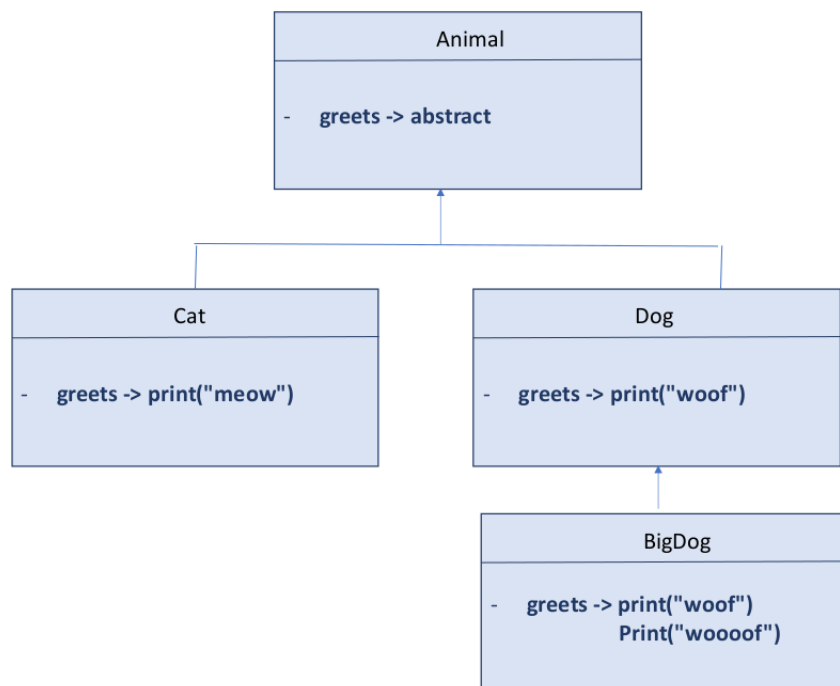 Animal
- greets -> abstract
Cat
- greets -> print("meow")
Dog
- greets -> print("woof")
BigDog
- greets -> print("woof")
Print("woooof")